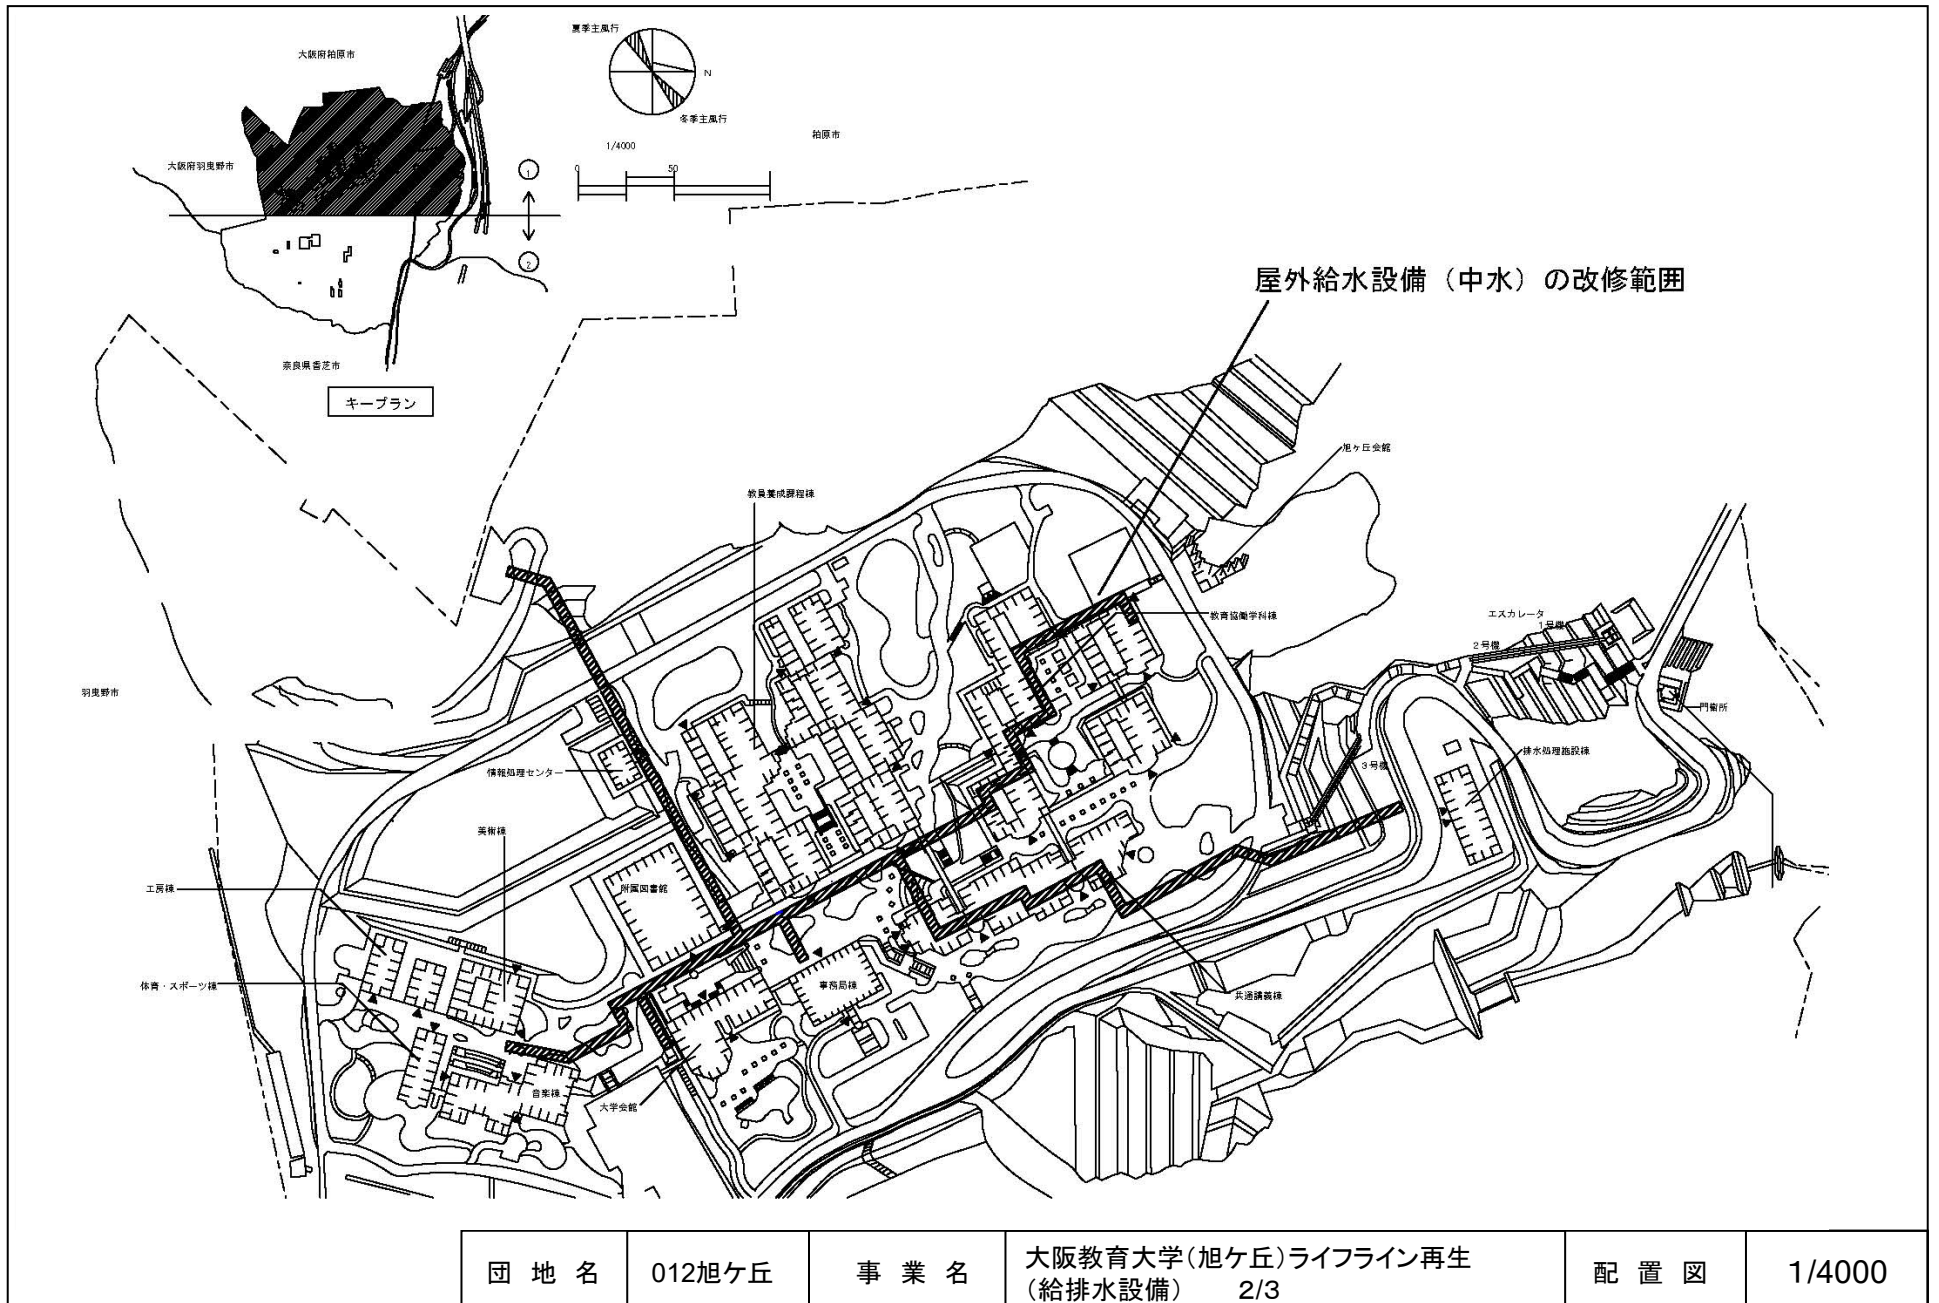 夏季主風行
大阪府柏原市
N
冬季主風行
柏原市
1/4000
大阪府羽曳野市
0
50
1
2
屋外給水設備（中水）の改修範囲
奈良県香芝市
キープラン
旭ヶ丘会館
教員養成課程棟
エスカレータ
1号機
教育協働学科棟
2号機
羽曳野市
門衛所
排水処理施設棟
3号機
情報処理センター
美術棟
工房棟
附属図書館
体育・スポーツ棟
事務局棟
共通講義棟
音楽棟
大学会館
団 地 名
012旭ケ丘
事 業 名
大阪教育大学（旭ケ丘）ライフライン再生
（給排水設備） 2/3
配 置 図
1/4000